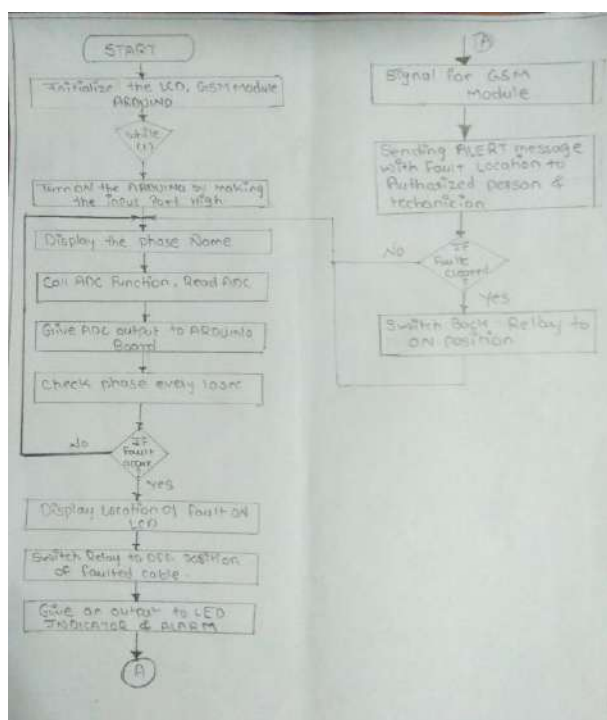 START
Initialize the LCD, GSM Module
ARDUINO
while
(1)
Turn ON the ARDUINO by making
the input Port High
Display the phase Name
Call ADC Function, Read ADC
Give ADC output to ARDUINO
Board
Check phase every 10sec
No
IF
Fault
occur
Yes
Display Location of fault on
LCD
Switch Relay to OFF Position
of faulted cable.
Give an output to LED
INDICATOR & ALARM
A
A
Signal for GSM
Module
Sending ALERT message
with Fault Location to
Authorized person &
technician
No
IF
Fault
cleared
?
Yes
Switch Back Relay to
ON position